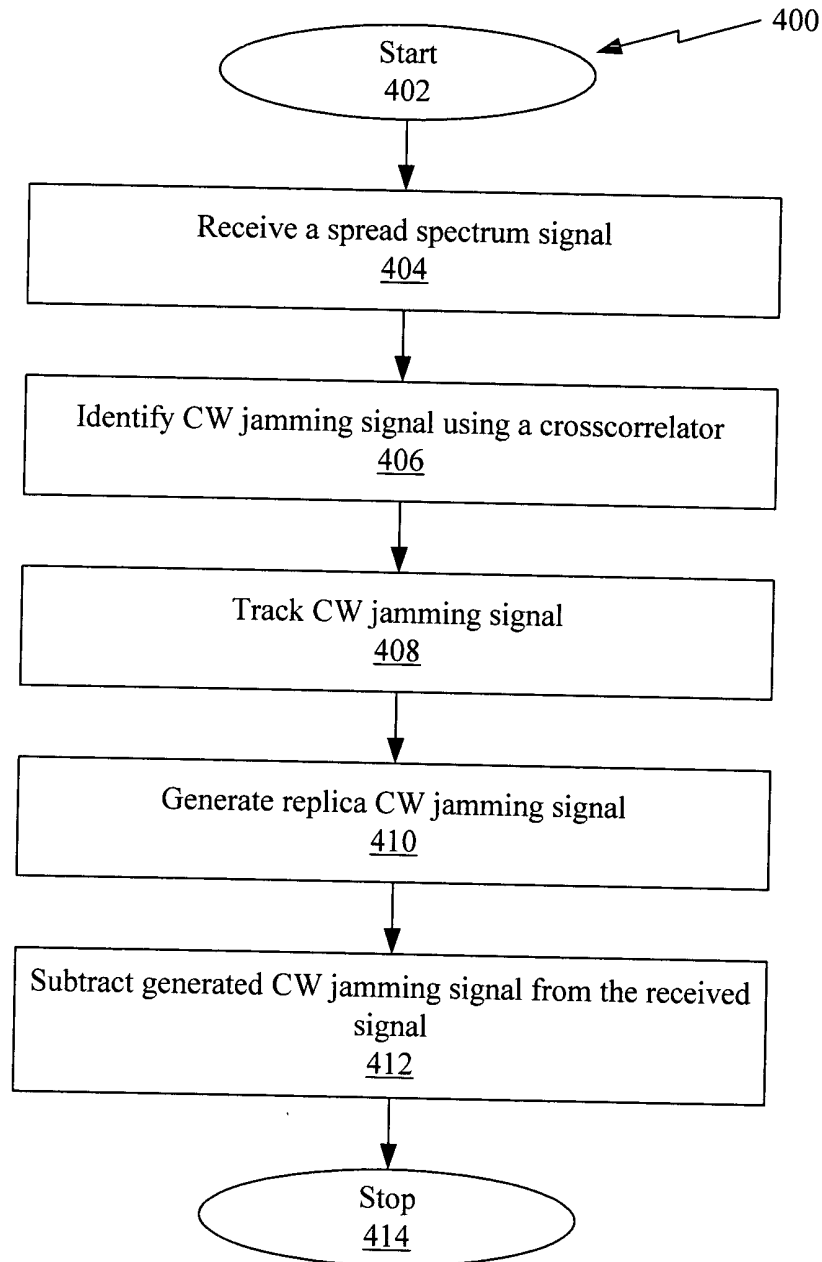 400
Start
402
Receive a spread spectrum signal
404
Identify CW jamming signal using a crosscorrelator
406
Track CW jamming signal
408
Generate replica CW jamming signal
410
Subtract generated CW jamming signal from the received
signal
412
Stop
414